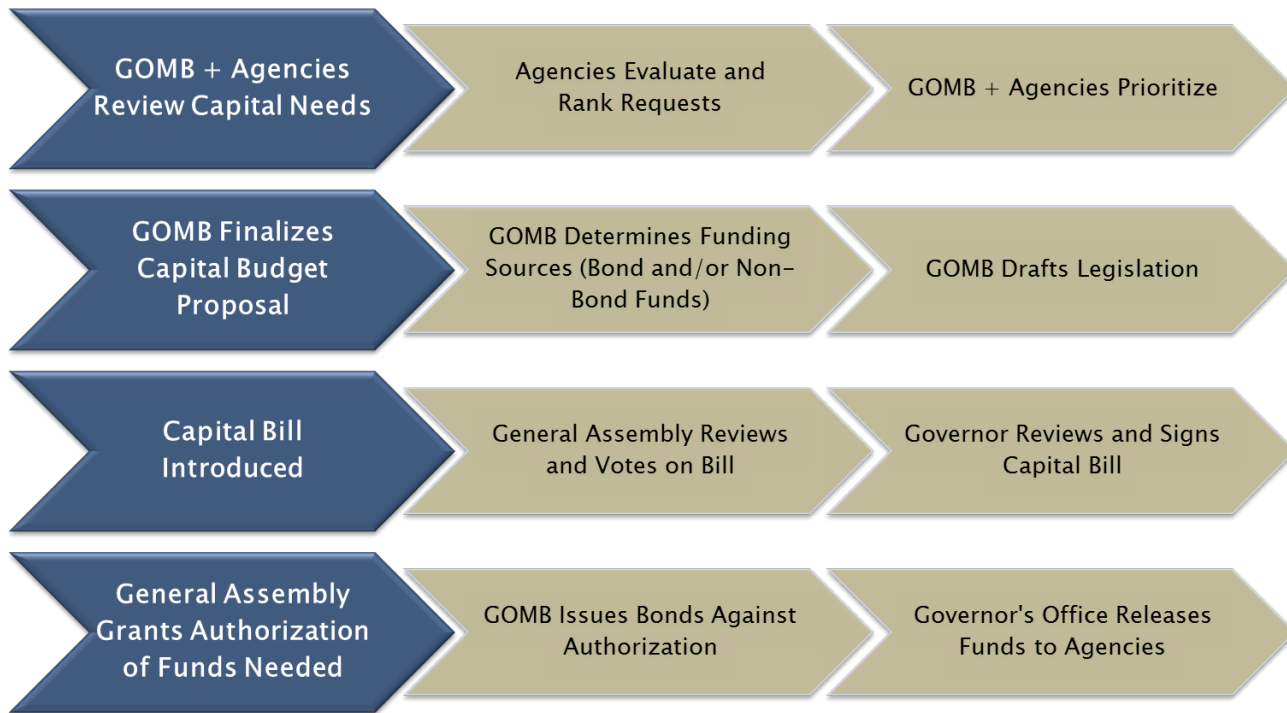 GOMB + Agencies
Review Capital Needs
Agencies Evaluate and
Rank Requests
GOMB + Agencies Prioritize
GOMB Finalizes
Capital Budget
Proposal
GOMB Determines Funding
Sources (Bond and/or Non-
Bond Funds)
GOMB Drafts Legislation
Capital Bill
Introduced
General Assembly Reviews
and Votes on Bill
Governor Reviews and Signs
Capital Bill
General Assembly
Grants Authorization
of Funds Needed
GOMB Issues Bonds Against
Authorization
Governor's Office Releases
Funds to Agencies